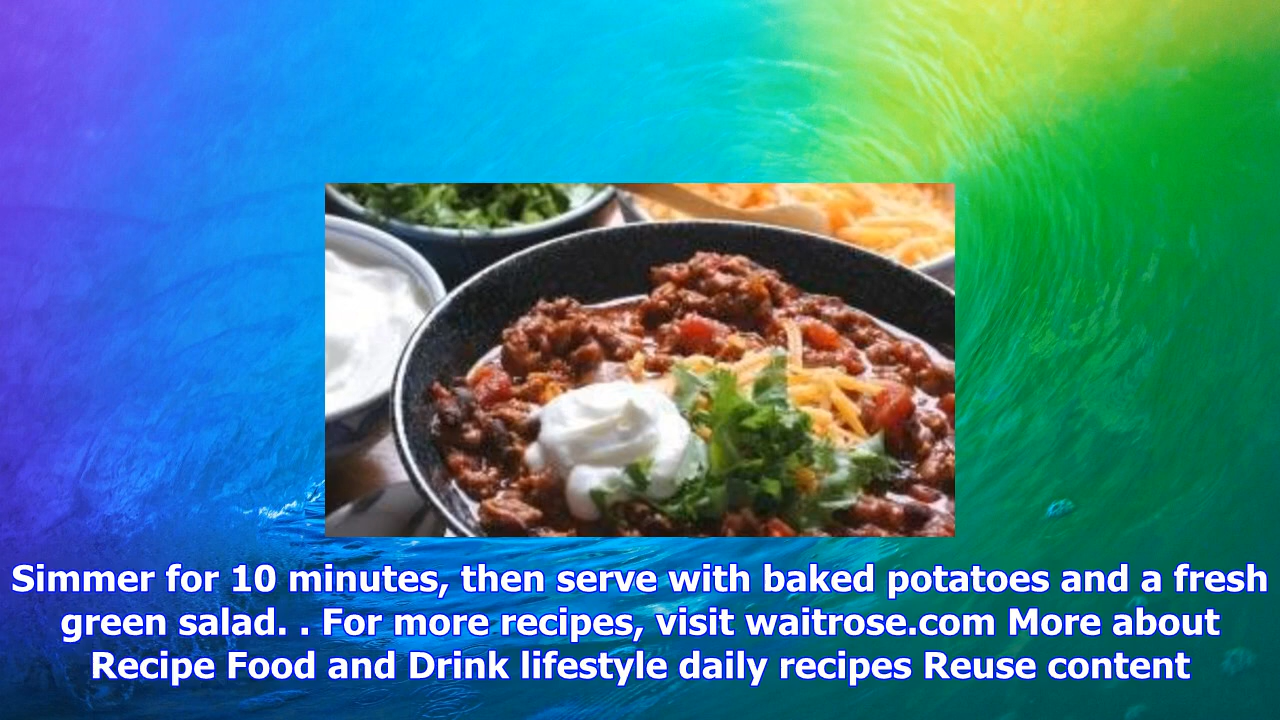 Simmer for 10 minutes, then serve with baked potatoes and a fresh
green salad. . For more recipes, visit waitrose.com More about
Recipe Food and Drink lifestyle daily recipes Reuse content